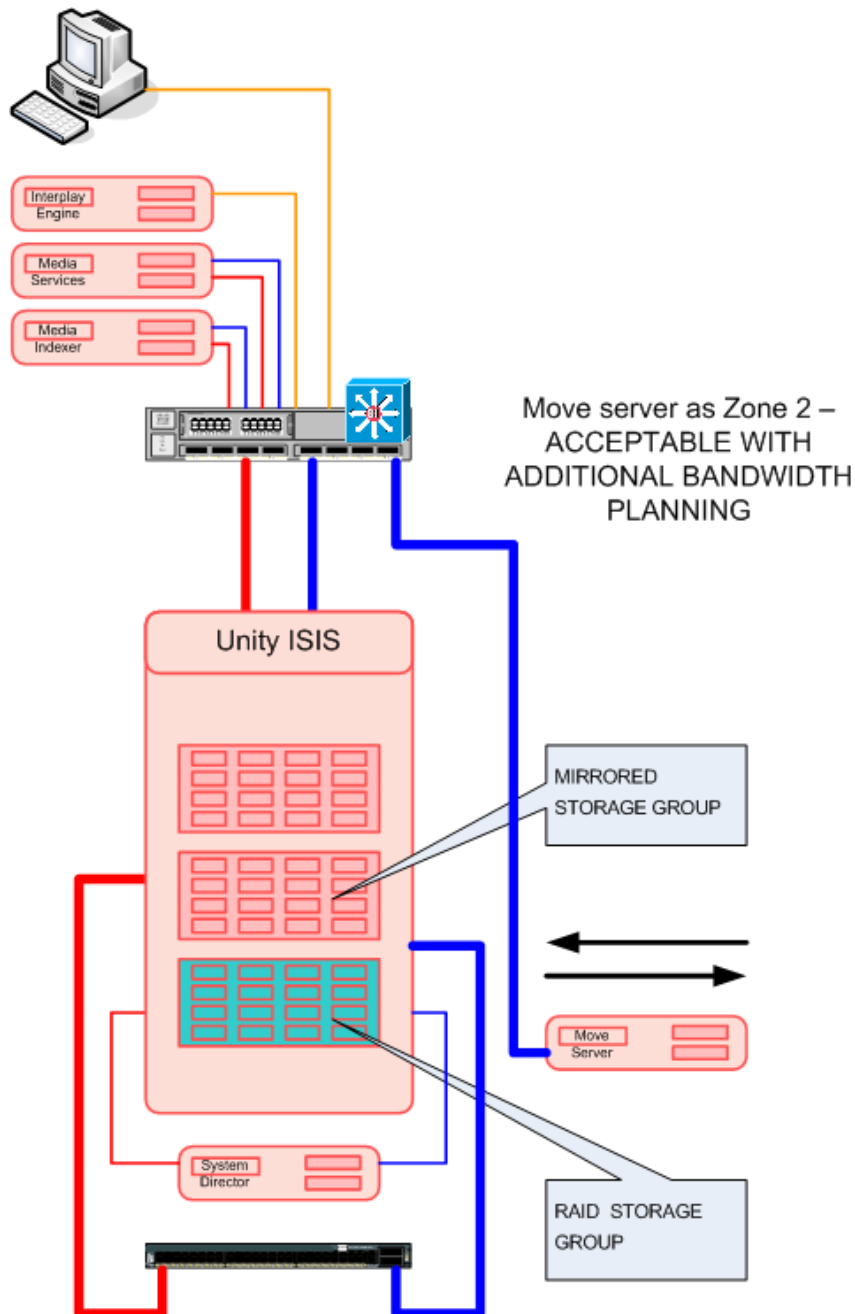 Interplay
Engine
Media
Services
Media
Indexer
Move server as Zone 2 –
ACCEPTABLE WITH
ADDITIONAL BANDWIDTH
PLANNING
Unity ISIS
MIRRORED
STORAGE GROUP
Move
Server
System
Director
RAID STORAGE
GROUP